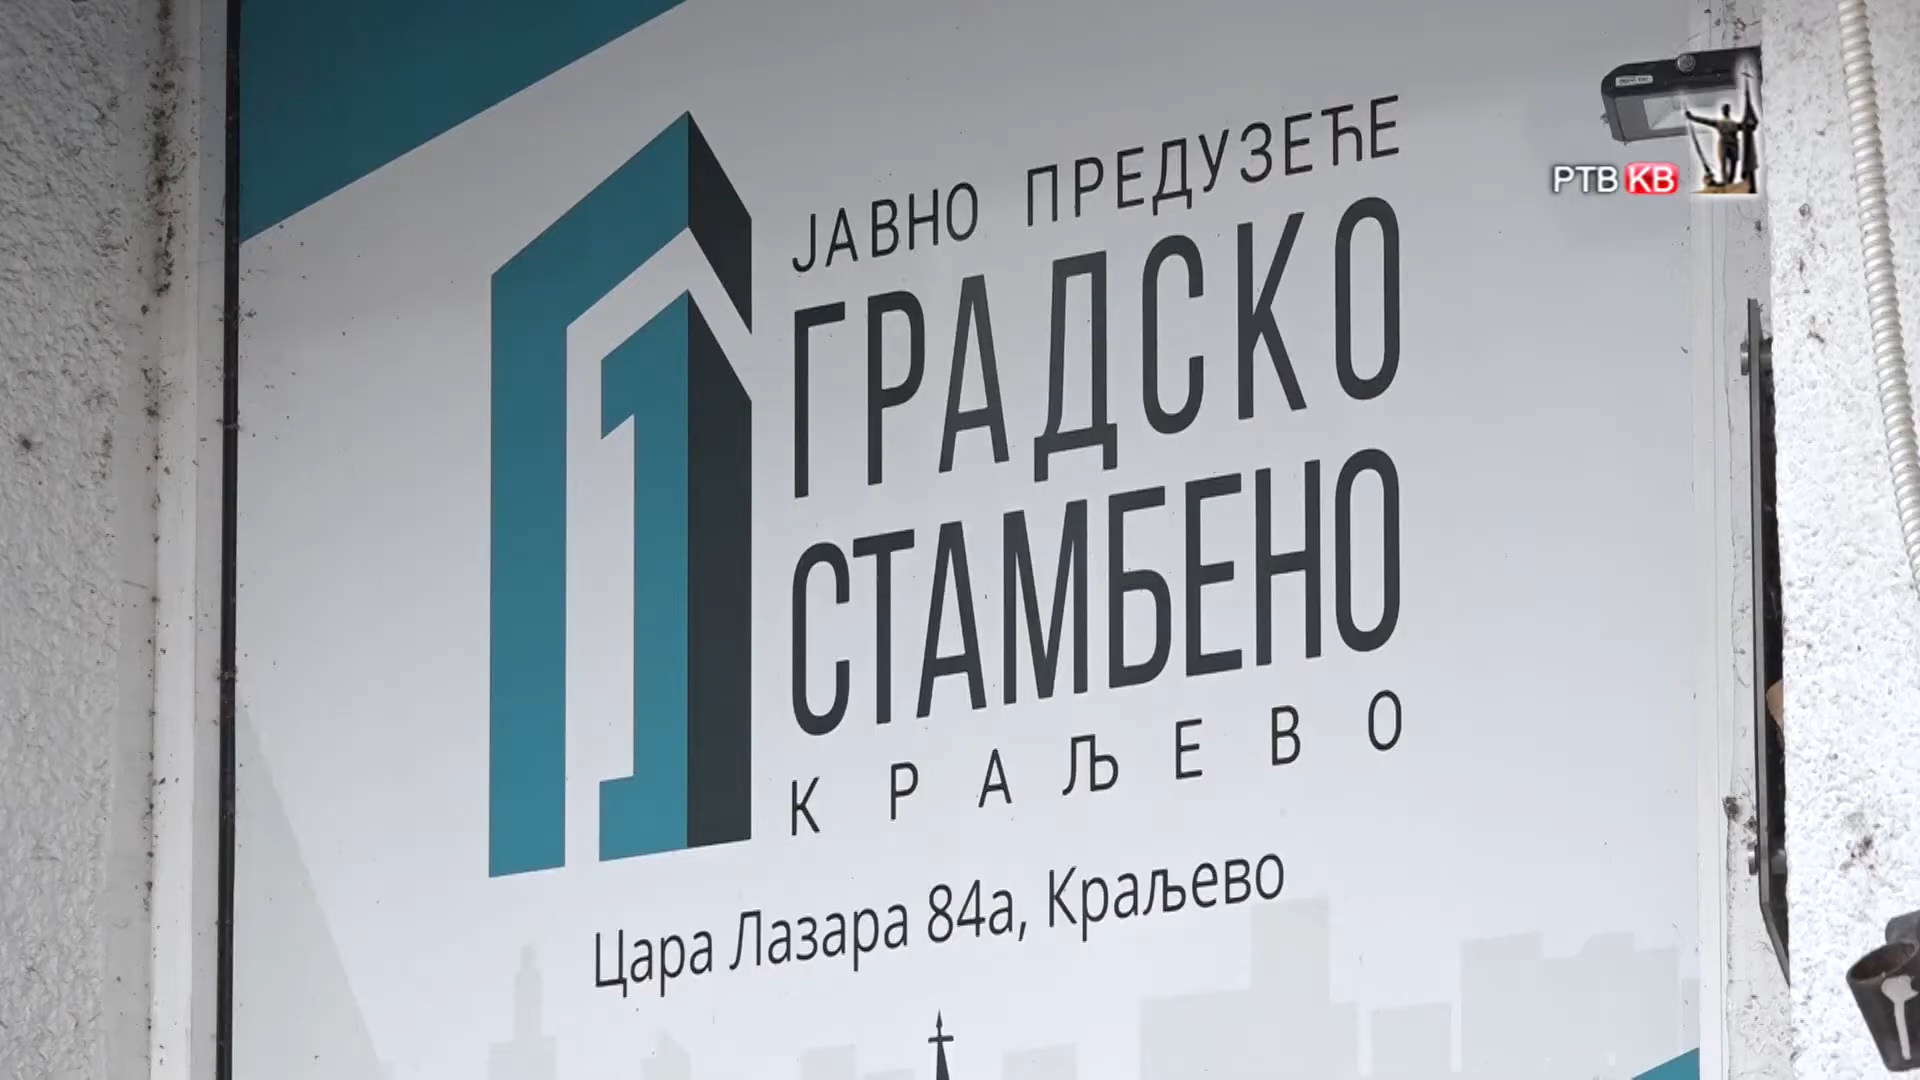 ЈАВНО ПРЕДУЗЕЋЕ
ГРАДСКО
СТАМБЕНО
КРАЉЕВО
Цара Лазара 84а, Краљево
РТВ КВ